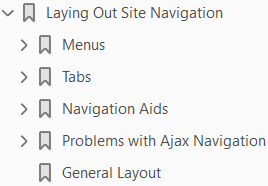 Laying Out Site Navigation
Menus
Tabs
Navigation Aids
Problems with Ajax Navigation
General Layout